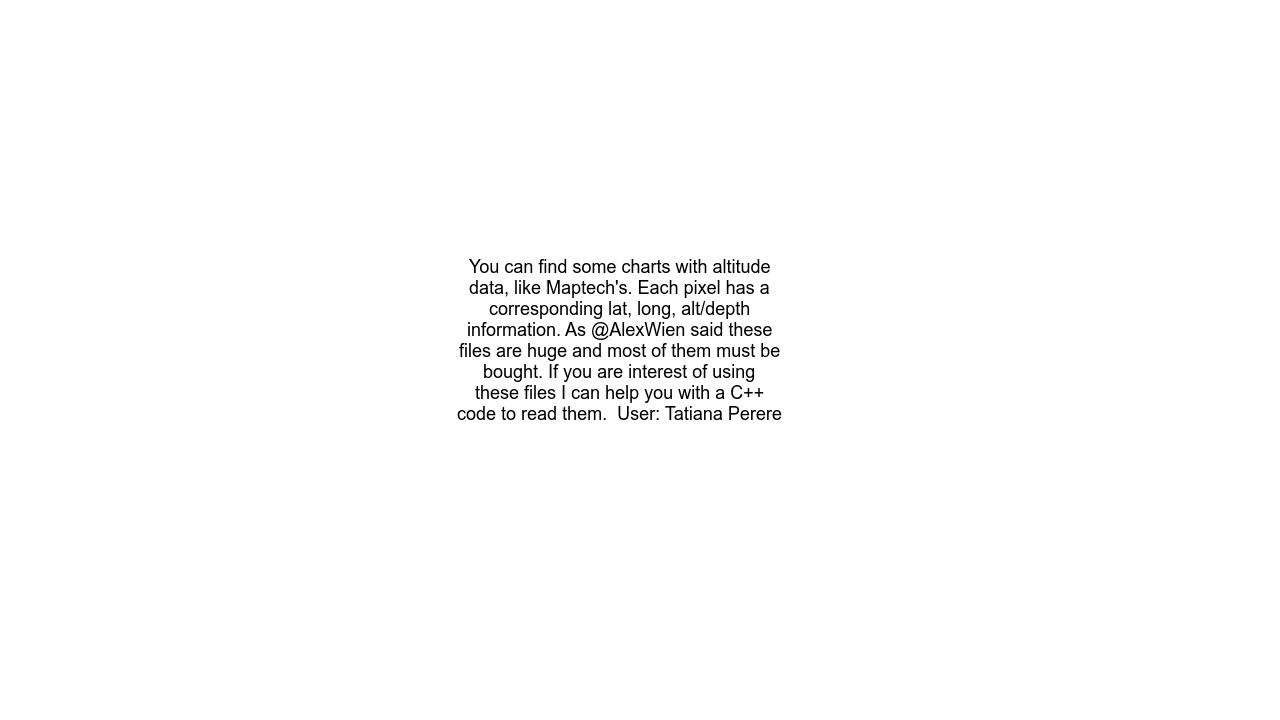 You can find some charts with altitude
data, like Maptech's. Each pixel has a
corresponding lat, long, alt/depth
information. As @AlexWien said these
files are huge and most of them must be
bought. If you are interest of using
these files I can help you with a C++
code to read them.  User: Tatiana Perere